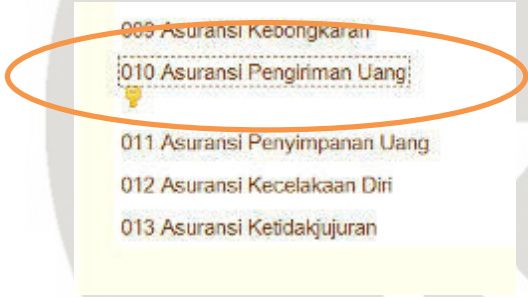 009 Asuransi Kebongkaran
010 Asuransi Pengiriman Uang
011 Asuransi Penyimpanan Uang
012 Asuransi Kecelakaan Diri
013 Asuransi Ketidakjujuran